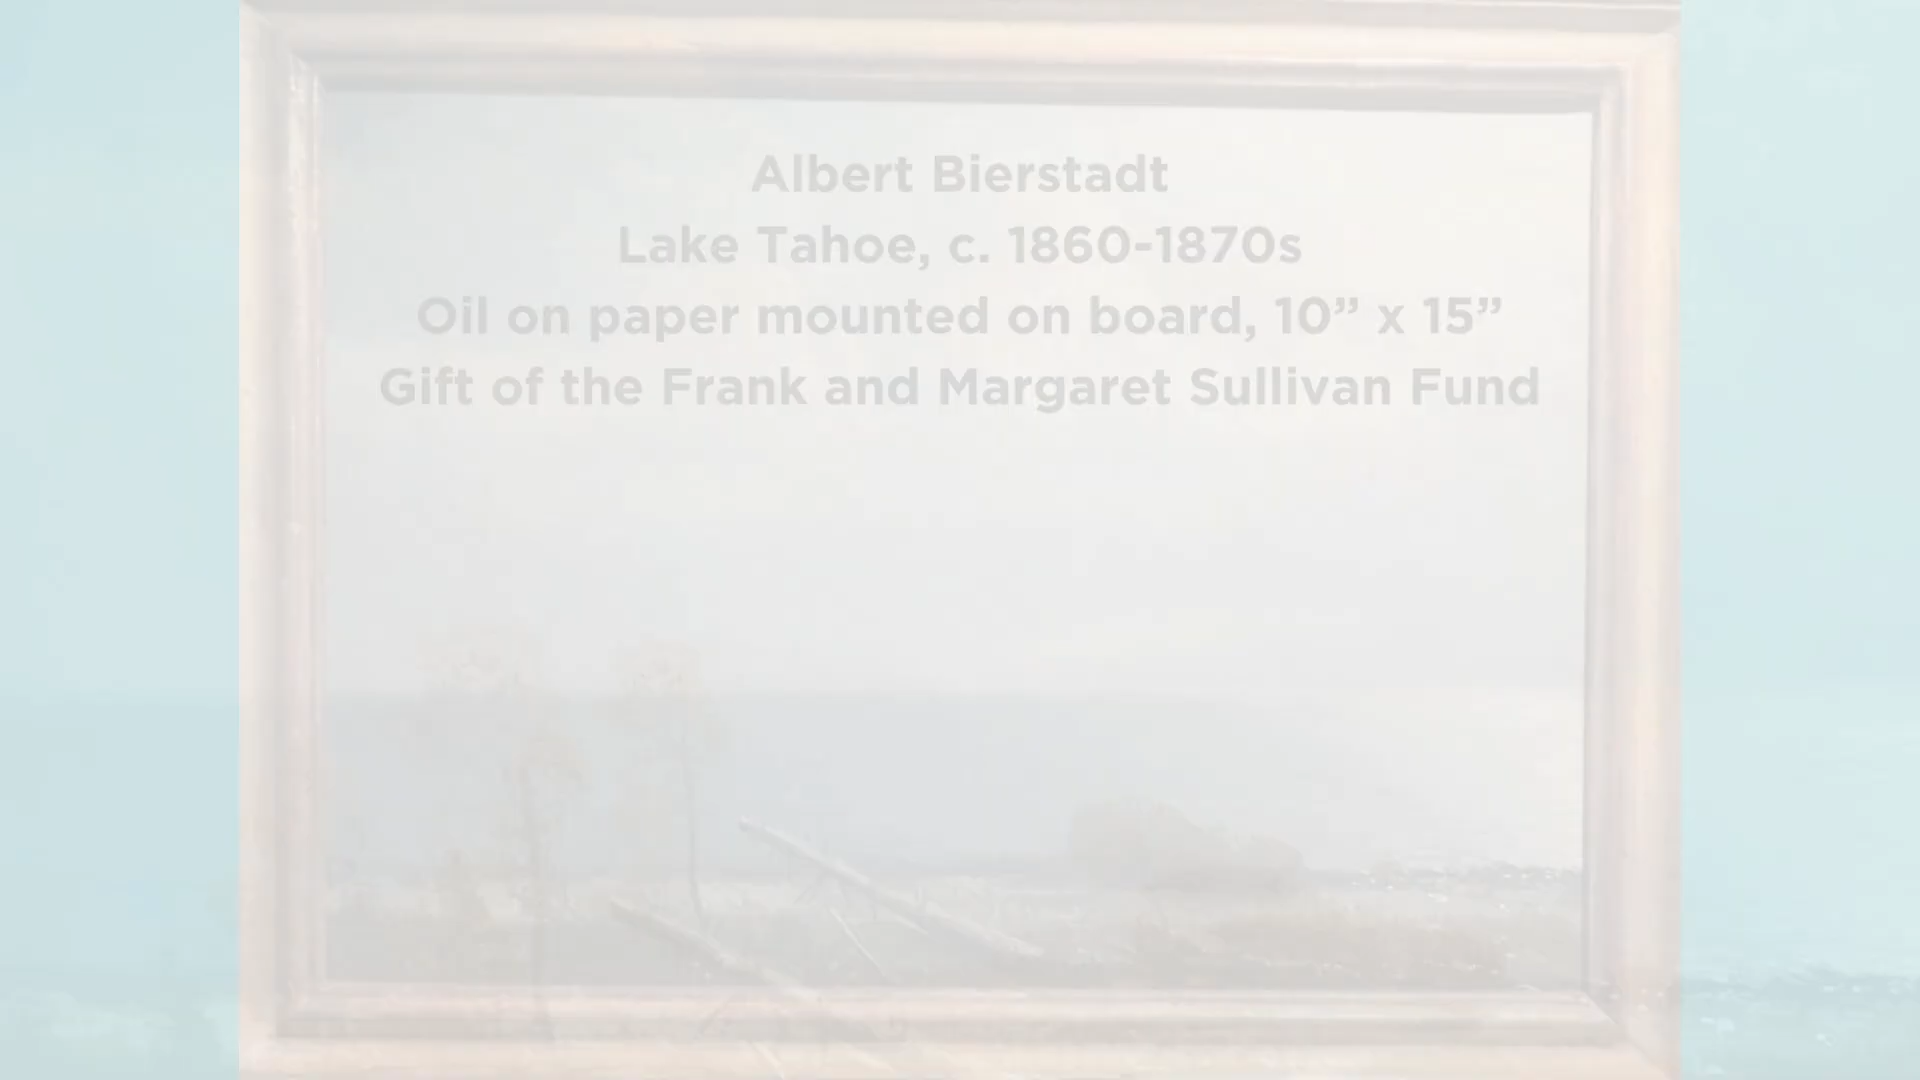 Albert Bierstadt
Lake Tahoe, c. 1860-1870s
Oil on paper mounted on board, 10” x 15”
Gift of the Frank and Margaret Sullivan Fund